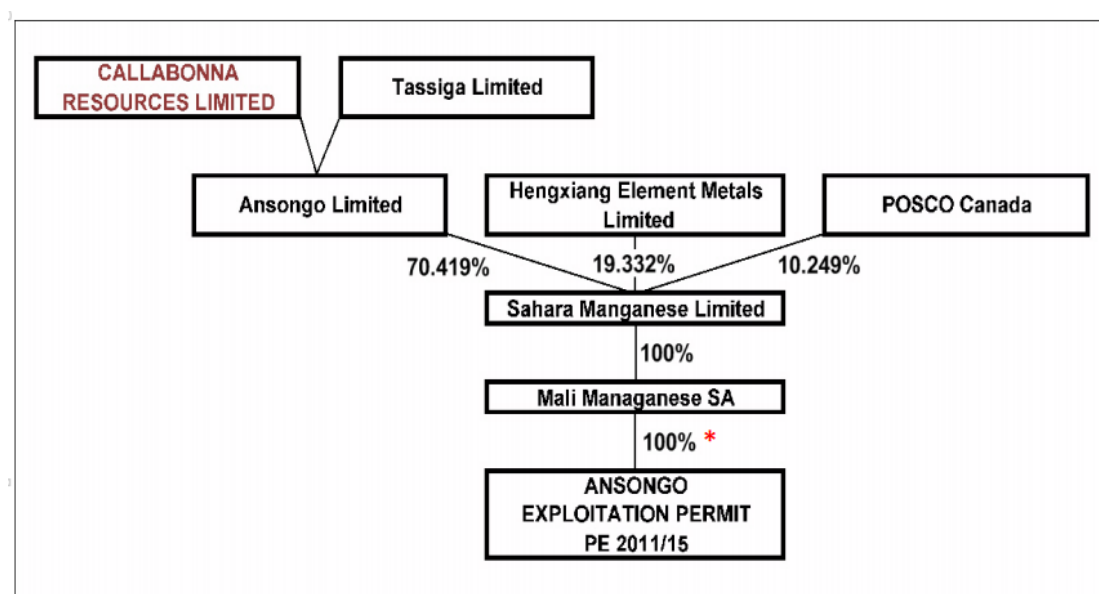 CALLABONNA
RESOURCES LIMITED
Tassiga Limited
Ansongo Limited
Hengxiang Element Metals
Limited
POSCO Canada
70.419%
19.332%
10.249%
Sahara Manganese Limited
100%
Mali Managanese SA
100% *
ANSONGO
EXPLOITATION PERMIT
PE 2011/15